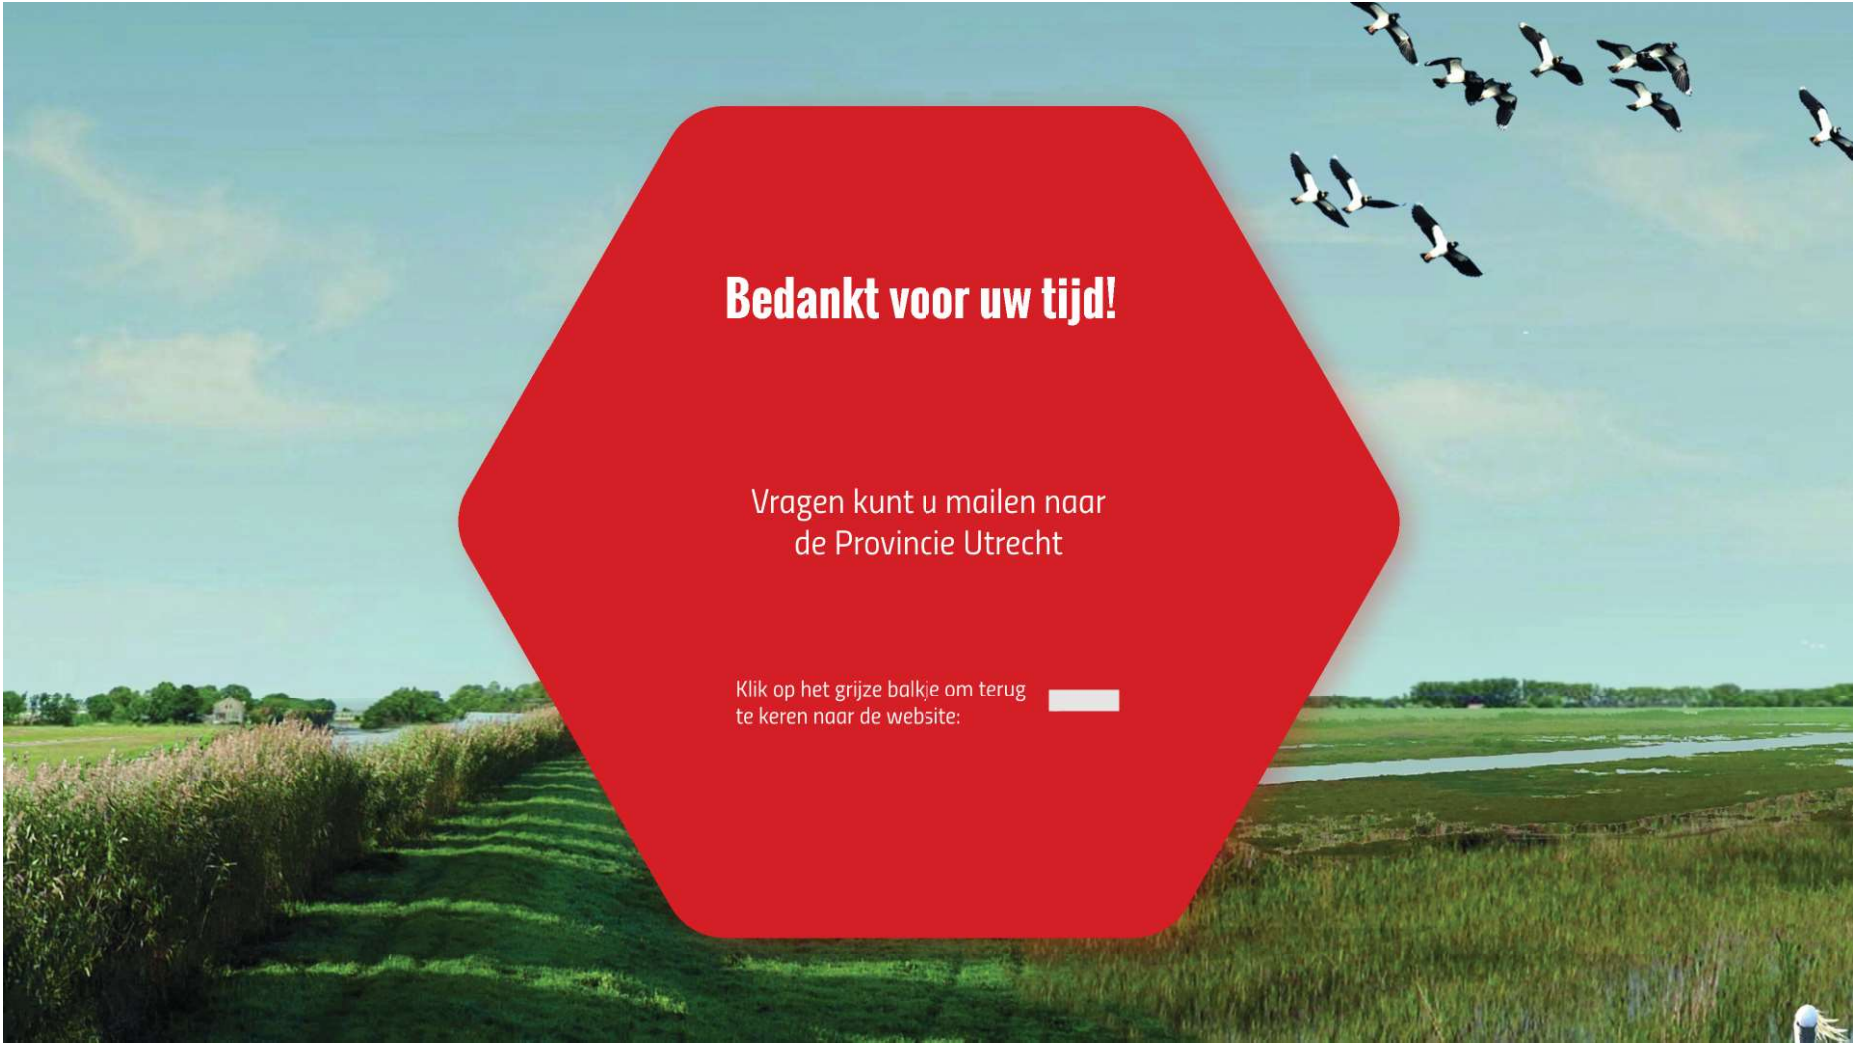 Bedankt voor uw tijd!
Vragen kunt u mailen naar
de Provincie Utrecht
Klik op het grijze balkje om terug
te keren naar de website: